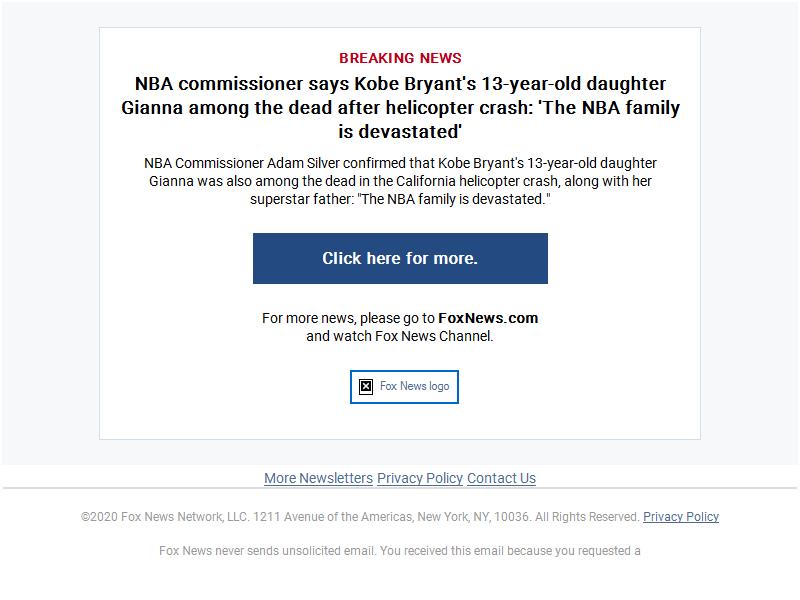 BREAKING NEWS
NBA commissioner says Kobe Bryant's 13-year-old daughter
Gianna among the dead after helicopter crash: 'The NBA family
is devastated'
NBA Commissioner Adam Silver confirmed that Kobe Bryant's 13-year-old daughter
Gianna was also among the dead in the California helicopter crash, along with her
superstar father: "The NBA family is devastated."
Click here for more.
For more news, please go to FoxNews.com
and watch Fox News Channel.
Fox News logo
More Newsletters Privacy Policy Contact Us
©2020 Fox News Network, LLC. 1211 Avenue of the Americas, New York, NY, 10036. All Rights Reserved. Privacy Policy
Fox News never sends unsolicited email. You received this email because you requested a